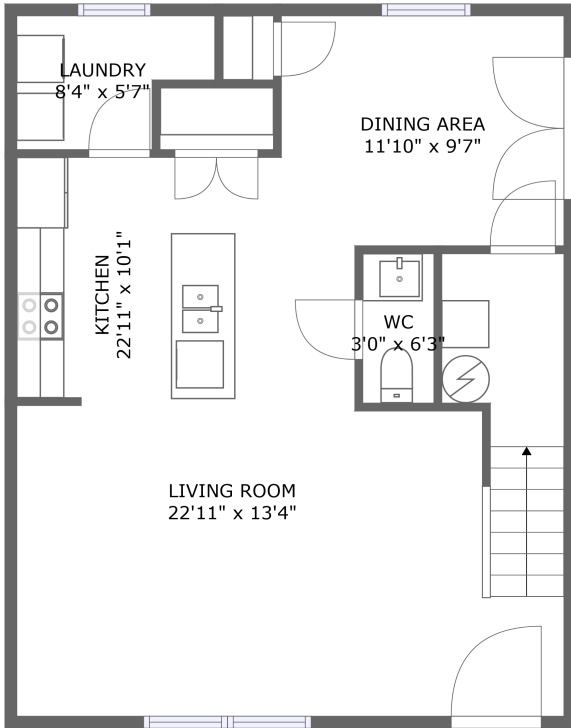 LAUNDRY
8'4" x 5'7"
DINING AREA
11'10" x 9'7"
KITCHEN
22'11" x 10'1"
WC
3'0" x 6'3"
LIVING ROOM
22'11" x 13'4"